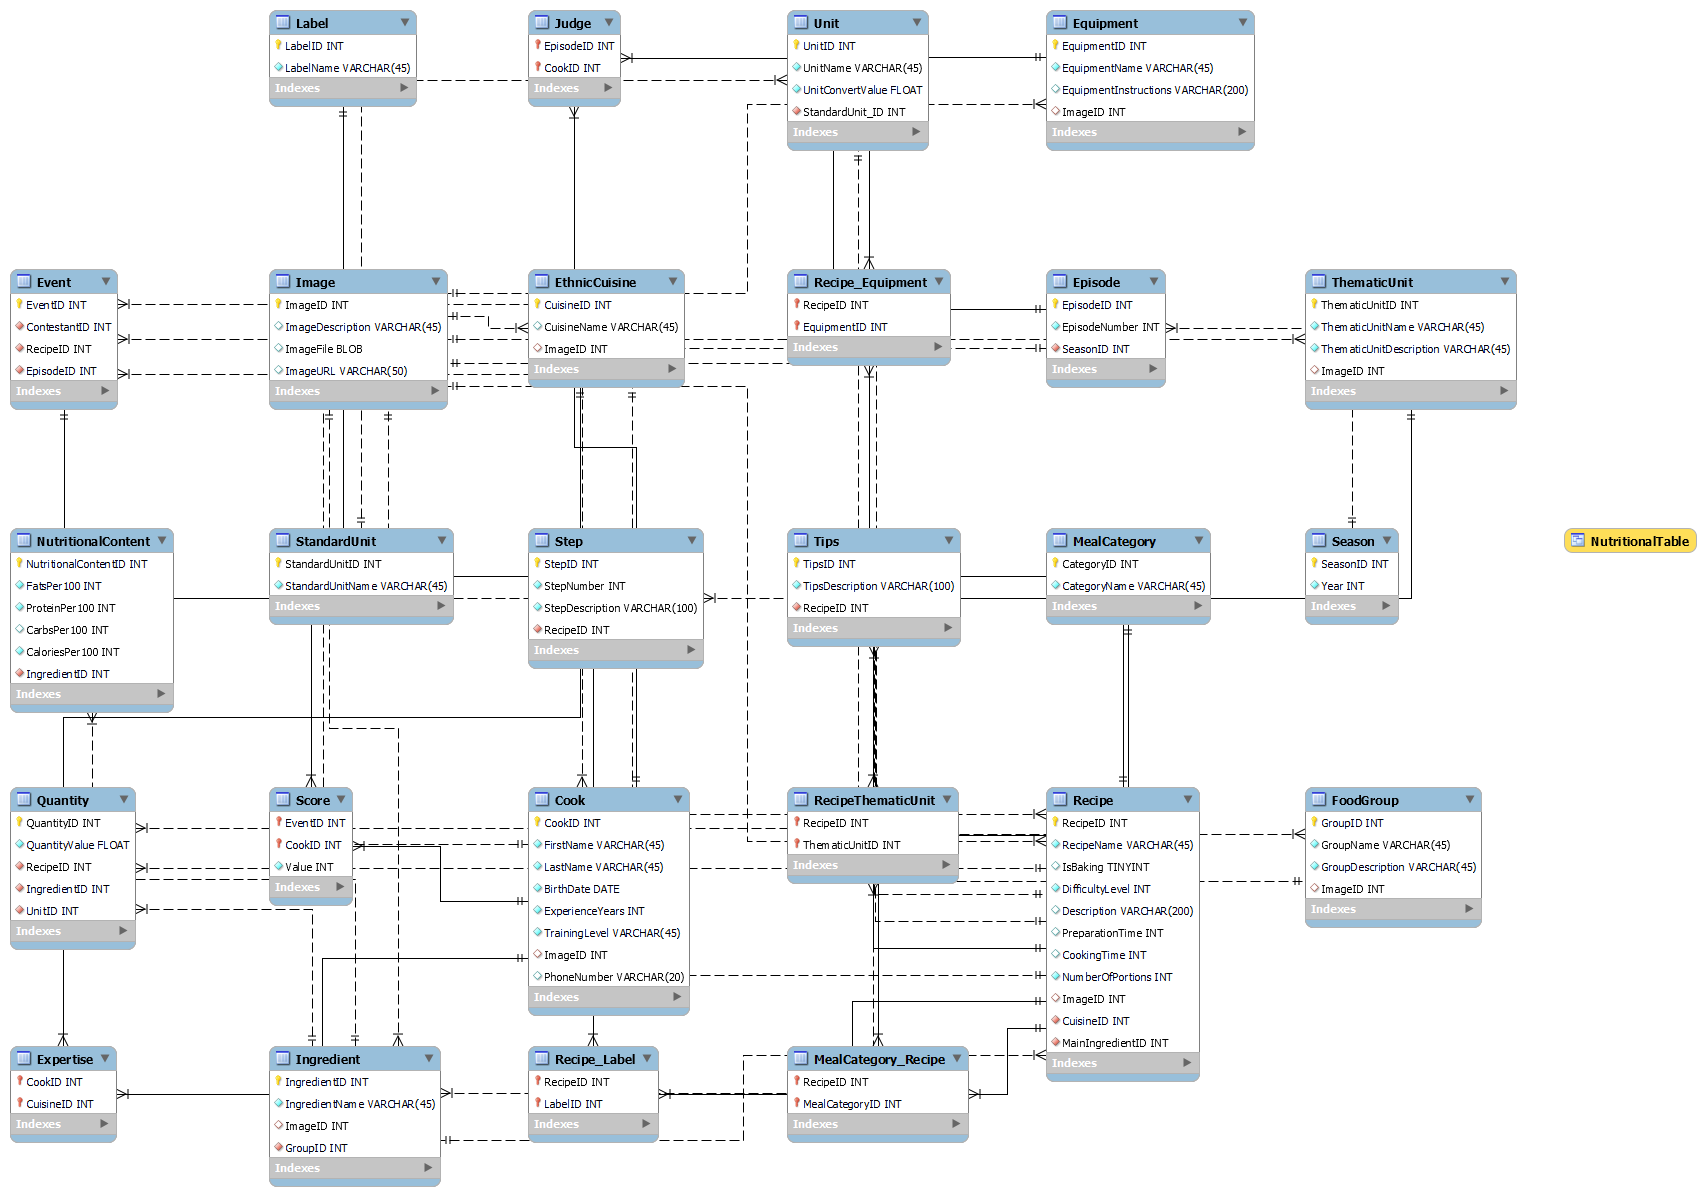 Label
LabelID INT
LabelName VARCHAR(45)
Indexes
Judge
EpisodeID INT
CookID INT
Indexes
Unit
UnitID INT
UnitName VARCHAR(45)
UnitConvertValue FLOAT
StandardUnit_ID INT
Indexes
Equipment
EquipmentID INT
EquipmentName VARCHAR(45)
EquipmentInstructions VARCHAR(200)
ImageID INT
Indexes
Event
EventID INT
ContestantID INT
RecipeID INT
EpisodeID INT
Indexes
Image
ImageID INT
ImageDescription VARCHAR(45)
ImageFile BLOB
ImageURL VARCHAR(50)
Indexes
EthnicCuisine
CuisineID INT
CuisineName VARCHAR(45)
ImageID INT
Indexes
Recipe_Equipment
RecipeID INT
EquipmentID INT
Indexes
Episode
EpisodeID INT
EpisodeNumber INT
SeasonID INT
Indexes
ThematicUnit
ThematicUnitID INT
ThematicUnitName VARCHAR(45)
ThematicUnitDescription VARCHAR(45)
ImageID INT
Indexes
NutritionalContent
NutritionalContentID INT
FatsPer100 INT
ProteinPer100 INT
CarbsPer100 INT
CaloriesPer100 INT
IngredientID INT
Indexes
StandardUnit
StandardUnitID INT
StandardUnitName VARCHAR(45)
Indexes
Step
StepID INT
StepNumber INT
StepDescription VARCHAR(100)
RecipeID INT
Indexes
Tips
TipsID INT
TipsDescription VARCHAR(100)
RecipeID INT
Indexes
MealCategory
CategoryID INT
CategoryName VARCHAR(45)
Indexes
Season
SeasonID INT
Year INT
Indexes
NutritionalTable
Quantity
QuantityID INT
QuantityValue FLOAT
RecipeID INT
IngredientID INT
UnitID INT
Indexes
Score
EventID INT
CookID INT
Value INT
Indexes
Cook
CookID INT
FirstName VARCHAR(45)
LastName VARCHAR(45)
BirthDate DATE
ExperienceYears INT
TrainingLevel VARCHAR(45)
ImageID INT
PhoneNumber VARCHAR(20)
Indexes
RecipeThematicUnit
RecipeID INT
ThematicUnitID INT
Indexes
Recipe
RecipeID INT
RecipeName VARCHAR(45)
IsBaking TINYINT
DifficultyLevel INT
Description VARCHAR(200)
PreparationTime INT
CookingTime INT
NumberOfPortions INT
ImageID INT
CuisineID INT
MainIngredientID INT
Indexes
FoodGroup
GroupID INT
GroupName VARCHAR(45)
GroupDescription VARCHAR(45)
ImageID INT
Indexes
Expertise
CookID INT
CuisineID INT
Indexes
Ingredient
IngredientID INT
IngredientName VARCHAR(45)
ImageID INT
GroupID INT
Indexes
Recipe_Label
RecipeID INT
LabelID INT
Indexes
MealCategory_Recipe
RecipeID INT
MealCategoryID INT
Indexes